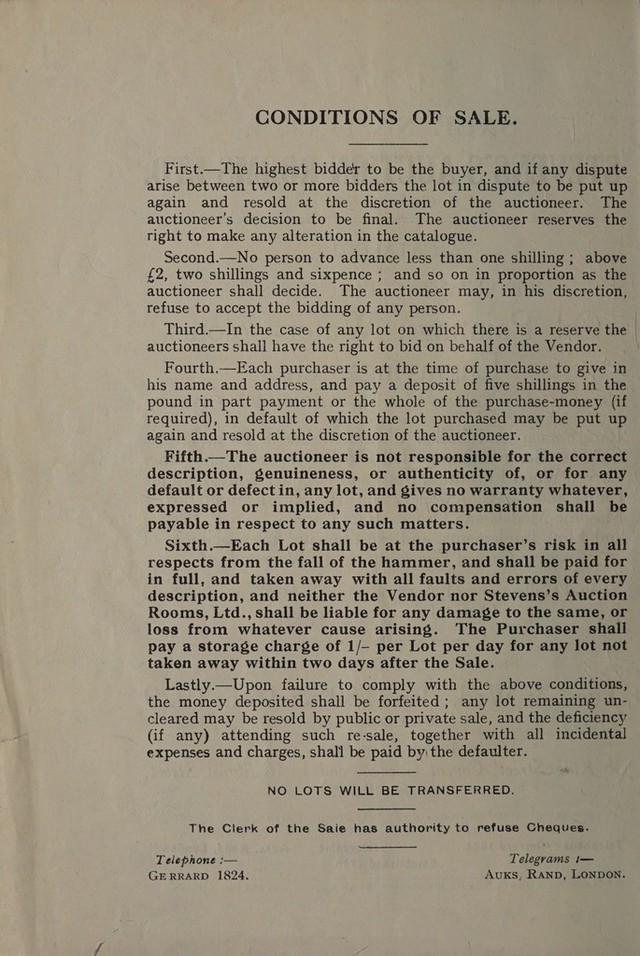 CONDITIONS OF SALE.
First.—The highest bidder to be the buyer, and if any dispute
arise between two or more bidders the lot in dispute to be put up
again and resold at the discretion of the auctioneer. The
auctioneer's decision to be final. The auctioneer reserves the
right to make any alteration in the catalogue.
Second.—No person to advance less than one shilling; above
£2, two shillings and sixpence; and so on in proportion as the
auctioneer shall decide. The auctioneer may, in his discretion,
refuse to accept the bidding of any person.
Third.—In the case of any lot on which there is a reserve the
auctioneers shall have the right to bid on behalf of the Vendor.
Fourth.—Each purchaser is at the time of purchase to give in
his name and address, and pay a deposit of five shillings in the
pound in part payment or the whole of the purchase-money (if
required), in default of which the lot purchased may be put up
again and resold at the discretion of the auctioneer.
Fifth.—The auctioneer is not responsible for the correct
description, genuineness, or authenticity of, or for any
default or defect in, any lot, and gives no warranty whatever,
expressed or implied, and no compensation shall be
payable in respect to any such matters.
Sixth.—Each Lot shall be at the purchaser's risk in all
respects from the fall of the hammer, and shall be paid for
in full, and taken away with all faults and errors of every
description, and neither the Vendor nor Stevens's Auction
Rooms, Ltd., shall be liable for any damage to the same, or
loss from whatever cause arising. The Purchaser shall
pay a storage charge of 1/– per Lot per day for any lot not
taken away within two days after the Sale.
Lastly.—Upon failure to comply with the above conditions,
the money deposited shall be forfeited; any lot remaining un-
cleared may be resold by public or private sale, and the deficiency
(if any) attending such re-sale, together with all incidental
expenses and charges, shall be paid by the defaulter.
NO LOTS WILL BE TRANSFERRED.
The Clerk of the Sale has authority to refuse Cheques.
Telephone :—
GERRARD 1824.
Telegrams :—
AUKS, RAND, LONDON.